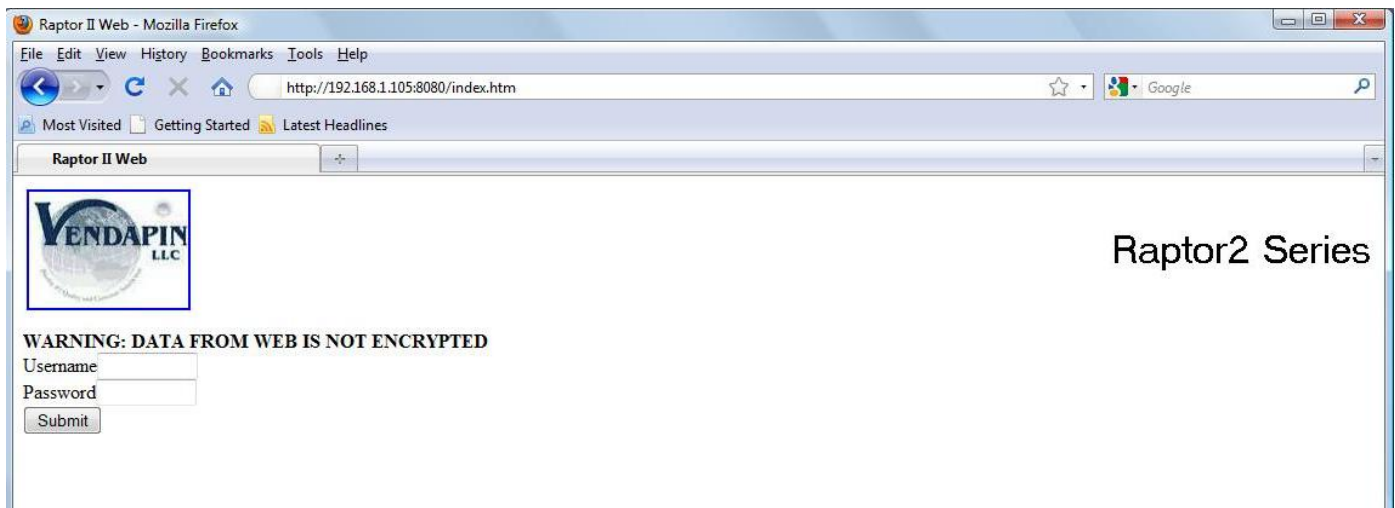 Raptor II Web - Mozilla Firefox
File Edit View History Bookmarks Tools Help
http://192.168.1.105:8080/index.htm
Google
Most Visited Getting Started Latest Headlines
Raptor II Web
VENDAPIN
LLC
Raptor2 Series
WARNING: DATA FROM WEB IS NOT ENCRYPTED
Username
Password
Submit